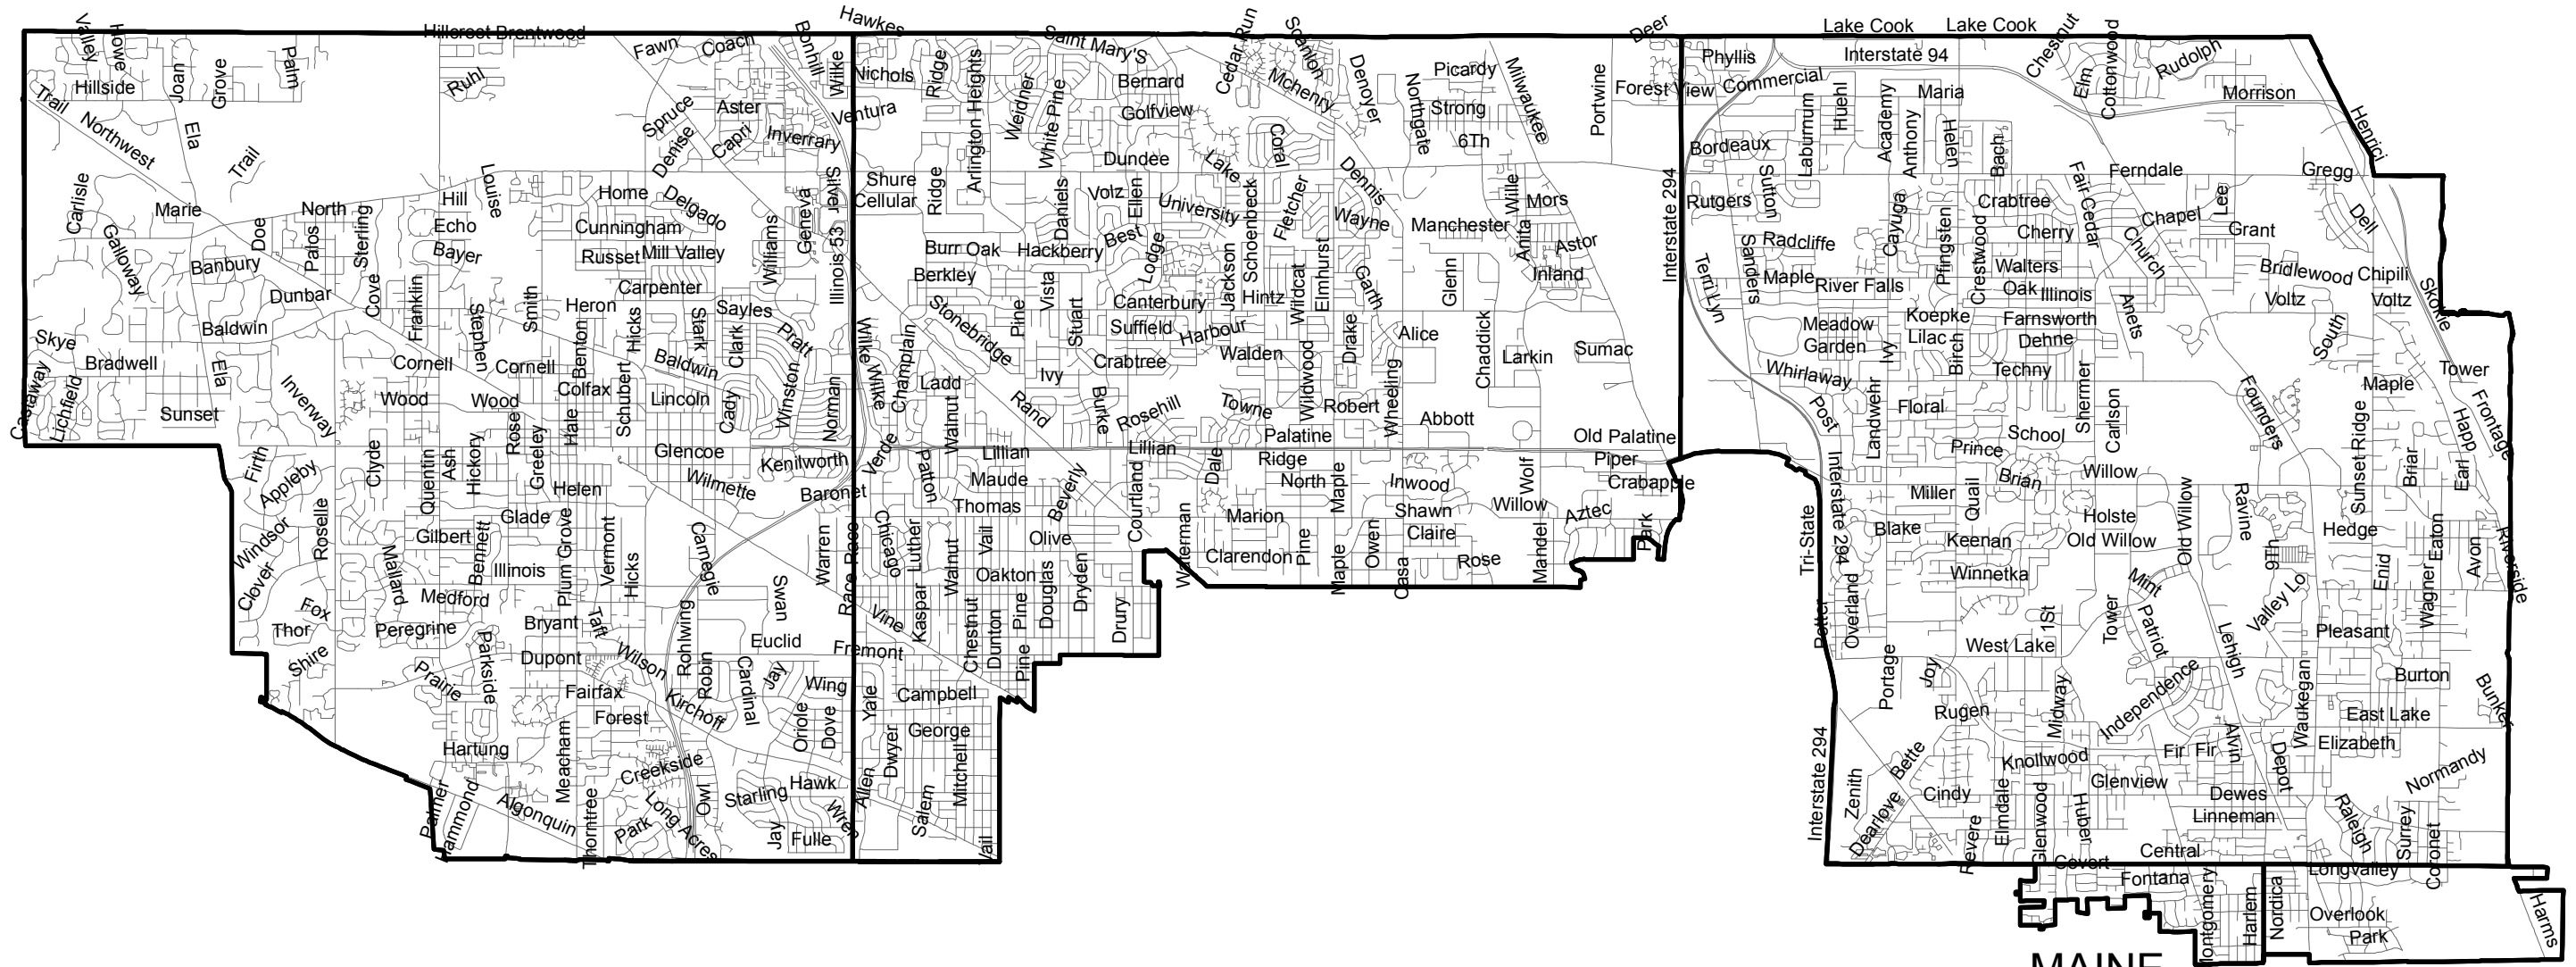 Valley
Howe
Hillcrest Brentwood
Fawn
Coach
Bonhill
Wilke
Hawkes
Saint Mary'S
Cedar Run
Scanlon
Deer
Lake Cook
Lake Cook
Chestnut
Cottonwood
Rudolph
Phyllis
Interstate 94
Hillside
Joan
Grove
Palm
Ruhl
Nichols
Ridge
Arlington Heights
Weidner
White Pine
Bernard
Mchenry
Denoyer
Northgate
Picardy
Milwaukee
Portwine
Forest View
Commercial
Huehl
Academy
Maria
Elm
Morrison
Trail
Northwest
Ela
Trail
Spruce
Aster
Denise
Capri
Inverrary
Ventura
Golfview
Strong
6Th
Laburnum
Anthony
Helen
Bach
Henrici
Dundee
Lake
Coral
Dennis
Bordeaux
Sutton
Fair
Cedar
Ferndale
Gregg
Carlisle
Marie
North
Hill
Louise
Home
Delgado
Geneva
Silver
Shure
Cellular
Ridge
Daniels
Volz
Ellen
University
Schoenbeck
Fletcher
Wayne
Wille
Mors
Interstate 294
Rutgers
Crabtree
Chapel
Lee
Dell
Galloway
Doe
Palos
Sterling
Echo
Cunningham
Williams
Illinois 53
Burr Oak
Hackberry
Best
Lodge
Jackson
Manchester
Anita
Astor
Sanders
Radcliffe
Cayuga
Pfingsten
Crestwood
Cherry
Church
Grant
Banbury
Bayer
Russet
Mill Valley
Berkley
Vista
Wildcat
Elmhurst
Garth
Glenn
Inland
Terri Lyn
Maple
River Falls
Walters
Bridlewood
Chipili
Dunbar
Cove
Franklin
Stephen
Smith
Heron
Carpenter
Sayles
Stonebridge
Pine
Stuart
Canterbury
Hintz
Oak
Illinois
Anets
Voltz
Voltz
Skokie
Skye
Baldwin
Benton
Hicks
Stark
Clark
Pratt
Wilke
Wilke
Champlain
Suffield
Harbour
Drake
Alice
Chaddick
Meadow
Koepke
Farnsworth
South
Bradwell
Ela
Cornell
Cornell
Baldwin
Crabtree
Walden
Wheeling
Larkin
Sumac
Garden
Ivy
Lilac
Birch
Dehne
Castaway
Lichfield
Inverway
Colfax
Schubert
Winston
Norman
Ladd
Ivy
Wildwood
Whirlaway
Techny
Shermer
Maple
Tower
Sunset
Wood
Wood
Rose
Hale
Lincoln
Cady
Walnut
Rand
Burke
Rosehill
Towne
Robert
Abbott
Post
Landwehr
Floral
Carlson
Founders
Sunset Ridge
Happ
Frontage
Firth
Clyde
Quentin
Ash
Hickory
Greeley
Glencoe
Kenilworth
Verde
Lillian
Lillian
Palatine
Old Palatine
School
Prince
Appleby
Helen
Wilmette
Baronet
Patton
Maude
Beverly
Courtland
Dale
Ridge
North
Maple
Inwood
Wolf
Piper
Crabapple
Interstate 294
Brian
Willow
Briar
Earl
Windsor
Roselle
Glade
Thomas
Waterman
Marion
Shawn
Willow
Aztec
Miller
Quail
Holste
Old Willow
Ravine
Gilbert
Bennett
Plum Grove
Vermont
Carnegie
Warren
Race
Race
Chicago
Luther
Walnut
Vail
Olive
Clarendon
Pine
Owen
Claire
Park
Blake
Keenan
Old Willow
Hedge
Eaton
Avon
Riverside
Clover
Mallard
Illinois
Hicks
Oakton
Maple
Casa
Rose
Mandel
Tri-State
Winnetka
u16
Enid
Fox
Medford
Swan
Kaspar
Pine
Douglas
Dryden
Drury
Potter
Overland
1St
Tower
Mint
Patriot
Valley Lo
Wagner
Thor
Peregrine
Parkside
Bryant
Taft
Rohlwing
Euclid
Vine
Chestnut
Dunton
West Lake
Lehigh
Pleasant
Shire
Prairie
Dupont
Wilson
Robin
Cardinal
Jay
Fremont
Pine
Portage
Joy
Burton
Fairfax
Kirchoff
Wing
Yale
Campbell
Rugen
Midway
Independence
Waukegan
Bunker
Forest
Oriole
Dove
George
East Lake
Hartung
Meacham
Creekside
Dwyer
Mitchell
Interstate 294
Bette
Knollwood
Fir
Fir
Alvin
Depot
Elizabeth
Palmer
Hammond
Algonquin
Owl
Starling
Hawk
Allen
Zenith
Cindy
Glenview
Dewes
Normandy
Thorntree
Park
Long Acres
Jay
Fulle
Wren
Salem
Vail
Dearlove
Revere
Elmdale
Glenwood
Huber
Linneman
Raleigh
Surrey
Coronet
Covert
Central
Fontana
Montgomery
Harlem
Nordica
Longvalley
Overlook
Park
Harms
MAINE